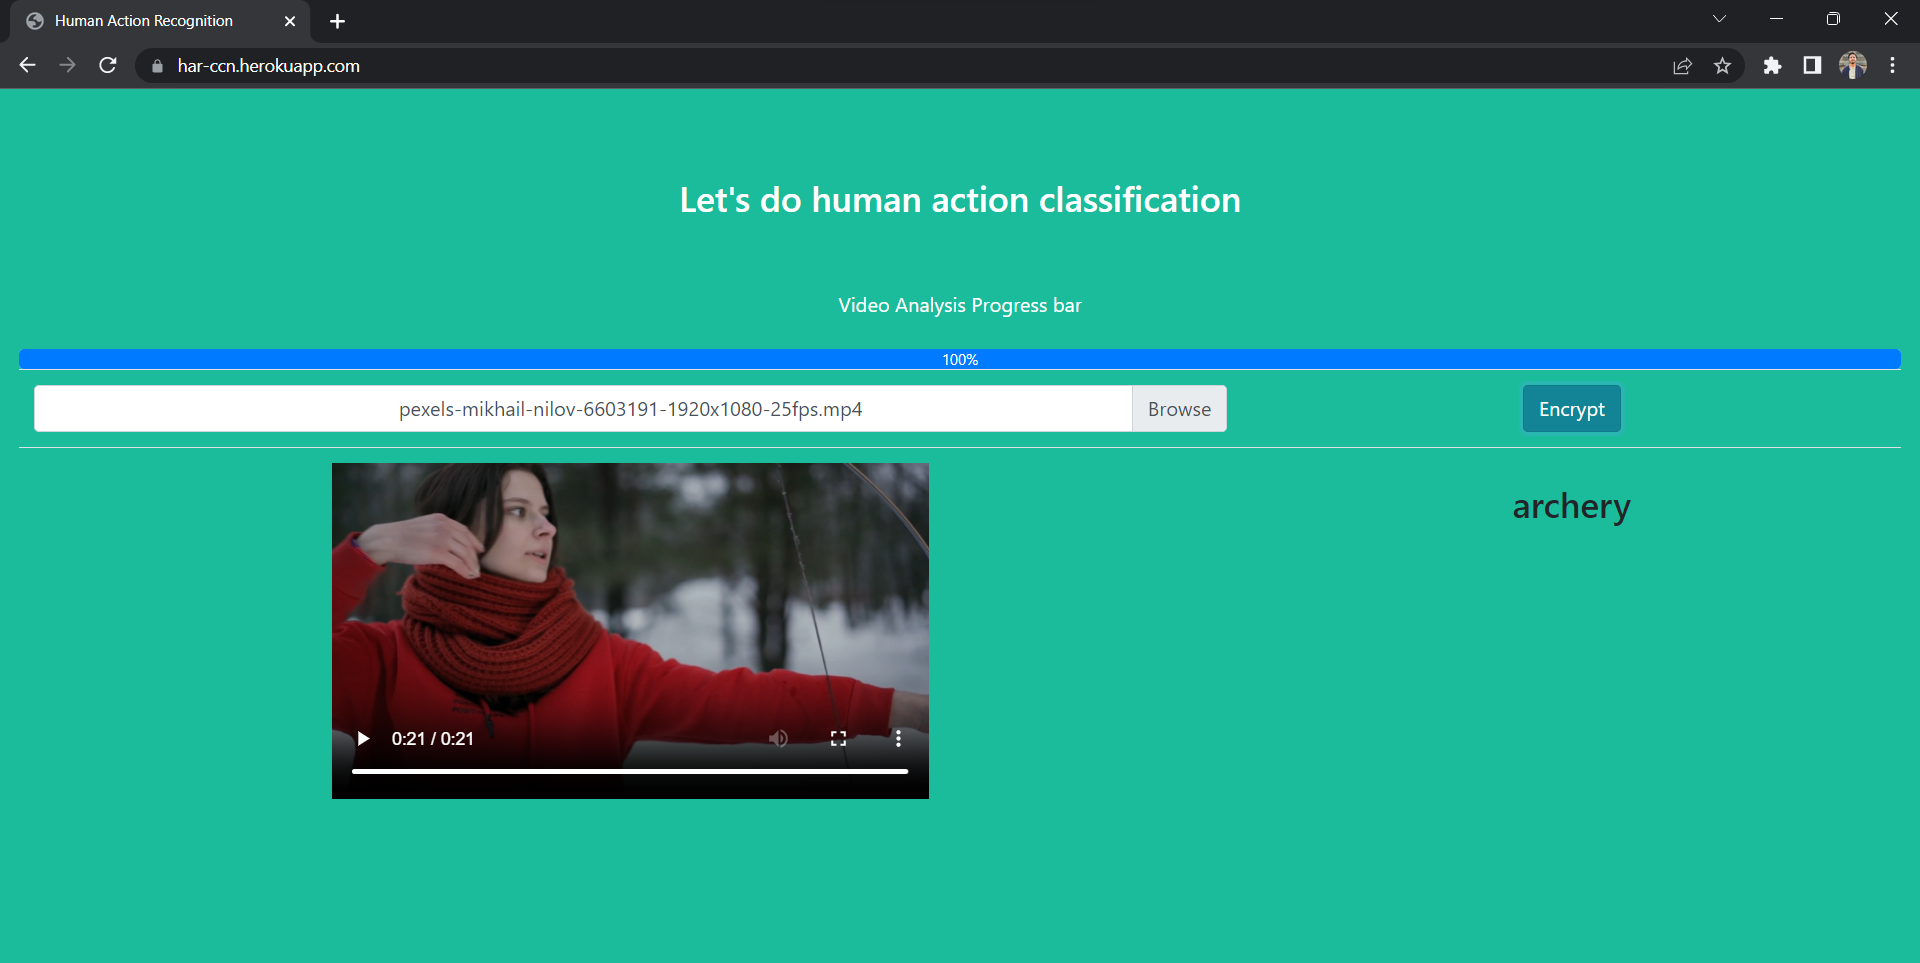 Human Action Recognition
har-ccn.herokuapp.com
Let's do human action classification
Video Analysis Progress bar
100%
pexels-mikhail-nilov-6603191-1920x1080-25fps.mp4
Browse
Encrypt
archery
0:21 / 0:21